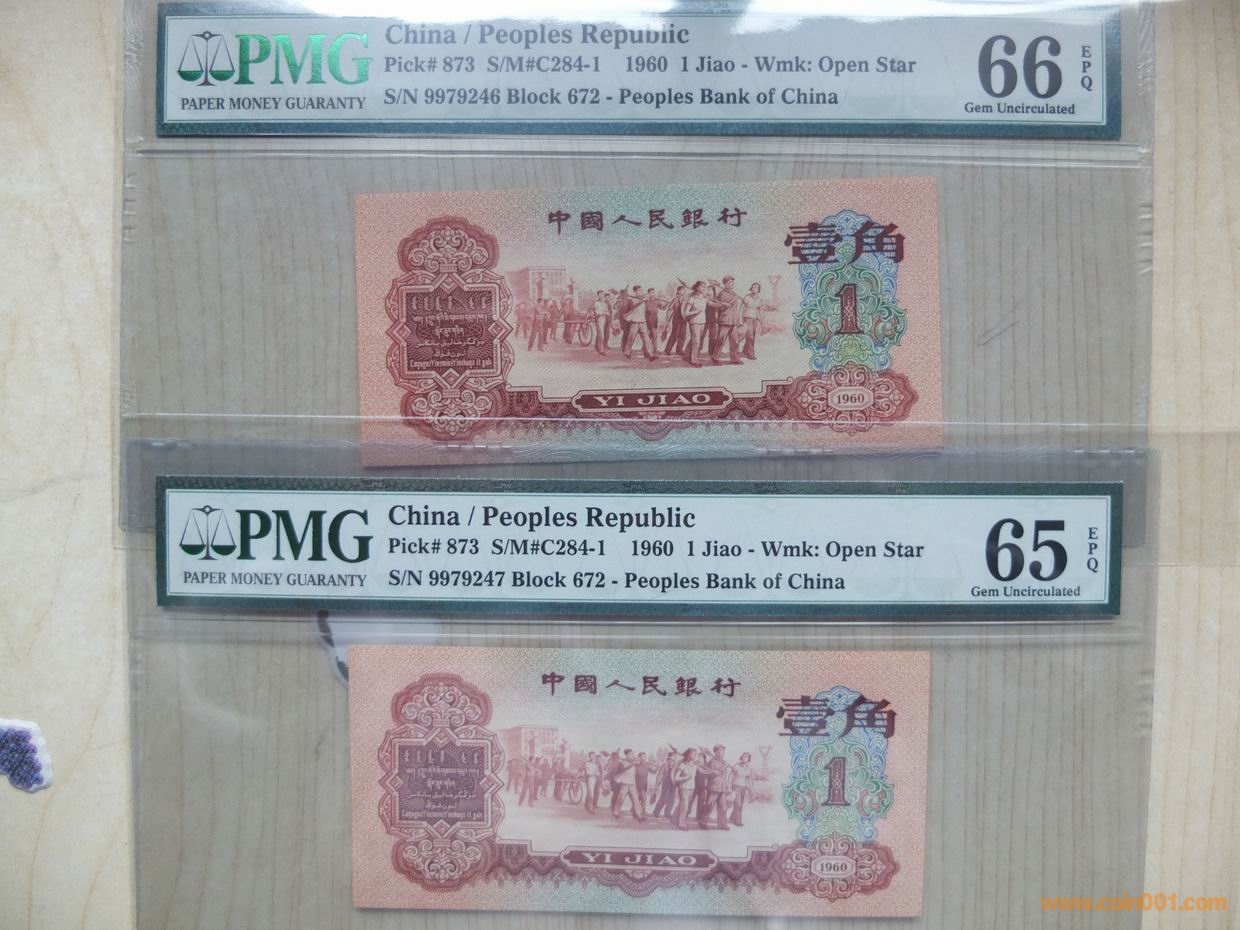 PMG
PAPER MONEY GUARANTY
China / Peoples Republic
Pick# 873 S/M#C284-1 1960 1 Jiao - Wmk: Open Star
S/N 9979246 Block 672 - Peoples Bank of China
66
EPQ
Gem Uncirculated
中國人民銀行
壹角
1
YI JIAO
1960
PMG
PAPER MONEY GUARANTY
China / Peoples Republic
Pick# 873 S/M#C284-1 1960 1 Jiao - Wmk: Open Star
S/N 9979247 Block 672 - Peoples Bank of China
65
EPQ
Gem Uncirculated
中國人民銀行
壹角
1
YI JIAO
1960
www.coin001.com